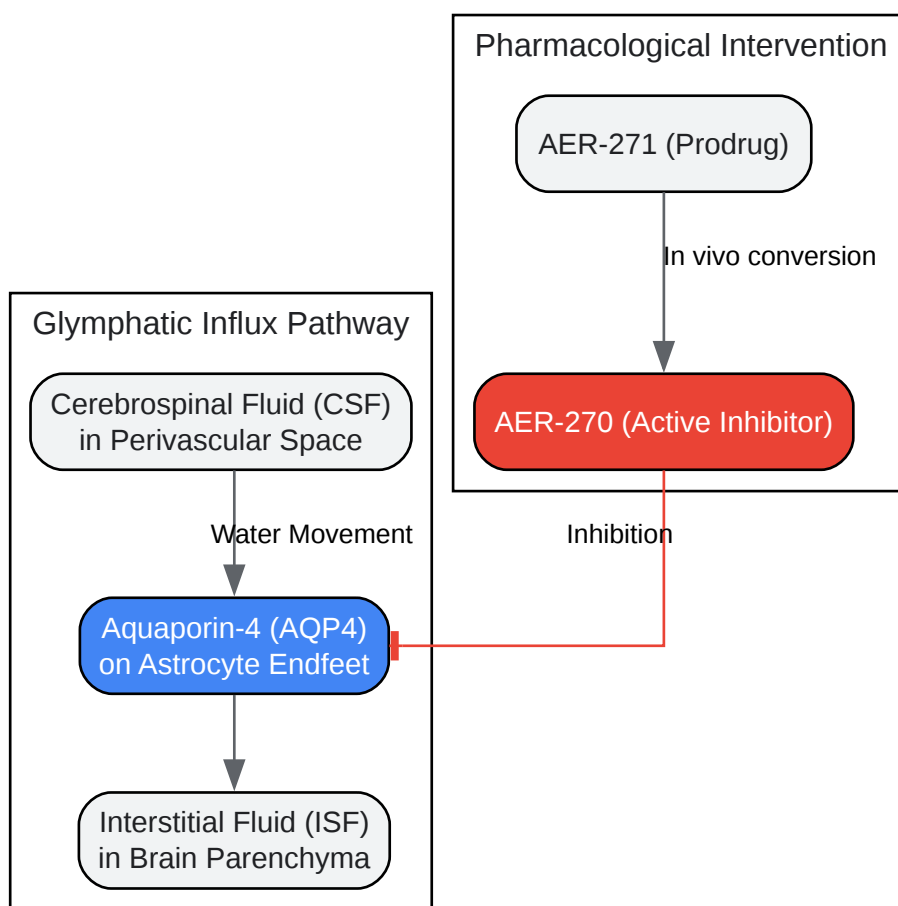 Pharmacological Intervention
AER-271 (Prodrug)
In vivo conversion
AER-270 (Active Inhibitor)
Inhibition
Glymphatic Influx Pathway
Cerebrospinal Fluid (CSF)
in Perivascular Space
Water Movement
Aquaporin-4 (AQP4)
on Astrocyte Endfeet
Interstitial Fluid (ISF)
in Brain Parenchyma